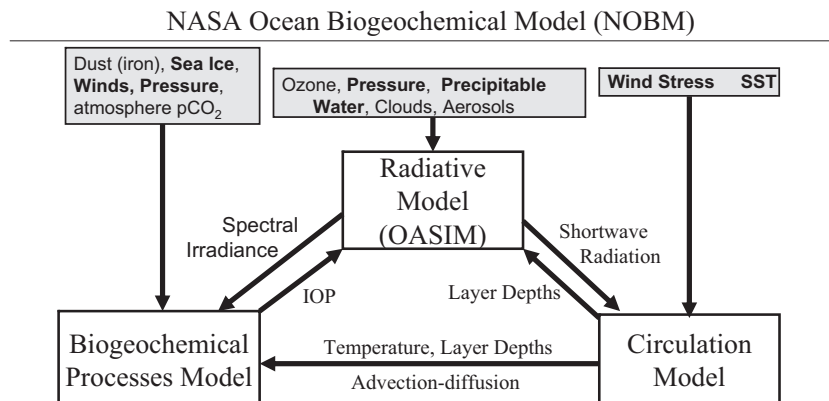 NASA Ocean Biogeochemical Model (NOBM)
Dust (iron), Sea Ice,
Winds, Pressure,
atmosphere pCO₂
Ozone, Pressure, Precipitable
Water, Clouds, Aerosols
Wind Stress SST
Radiative
Model
(OASIM)
Spectral
Irradiance
Shortwave
Radiation
IOP
Layer Depths
Biogeochemical
Processes Model
Temperature, Layer Depths
Advection-diffusion
Circulation
Model